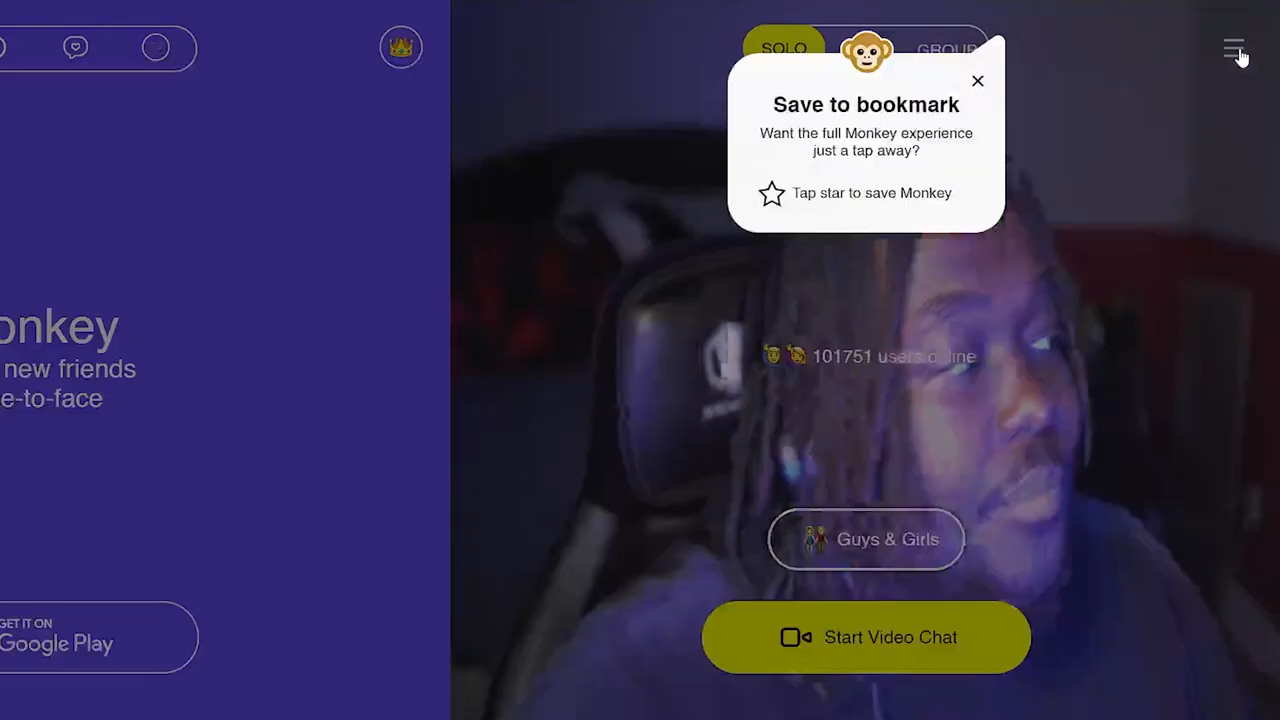 onkey
new friends
e-to-face
GET IT ON
Google Play
SOLO
GROUP
Save to bookmark
Want the full Monkey experience
just a tap away?
Tap star to save Monkey
101751 users online
Guys & Girls
Start Video Chat